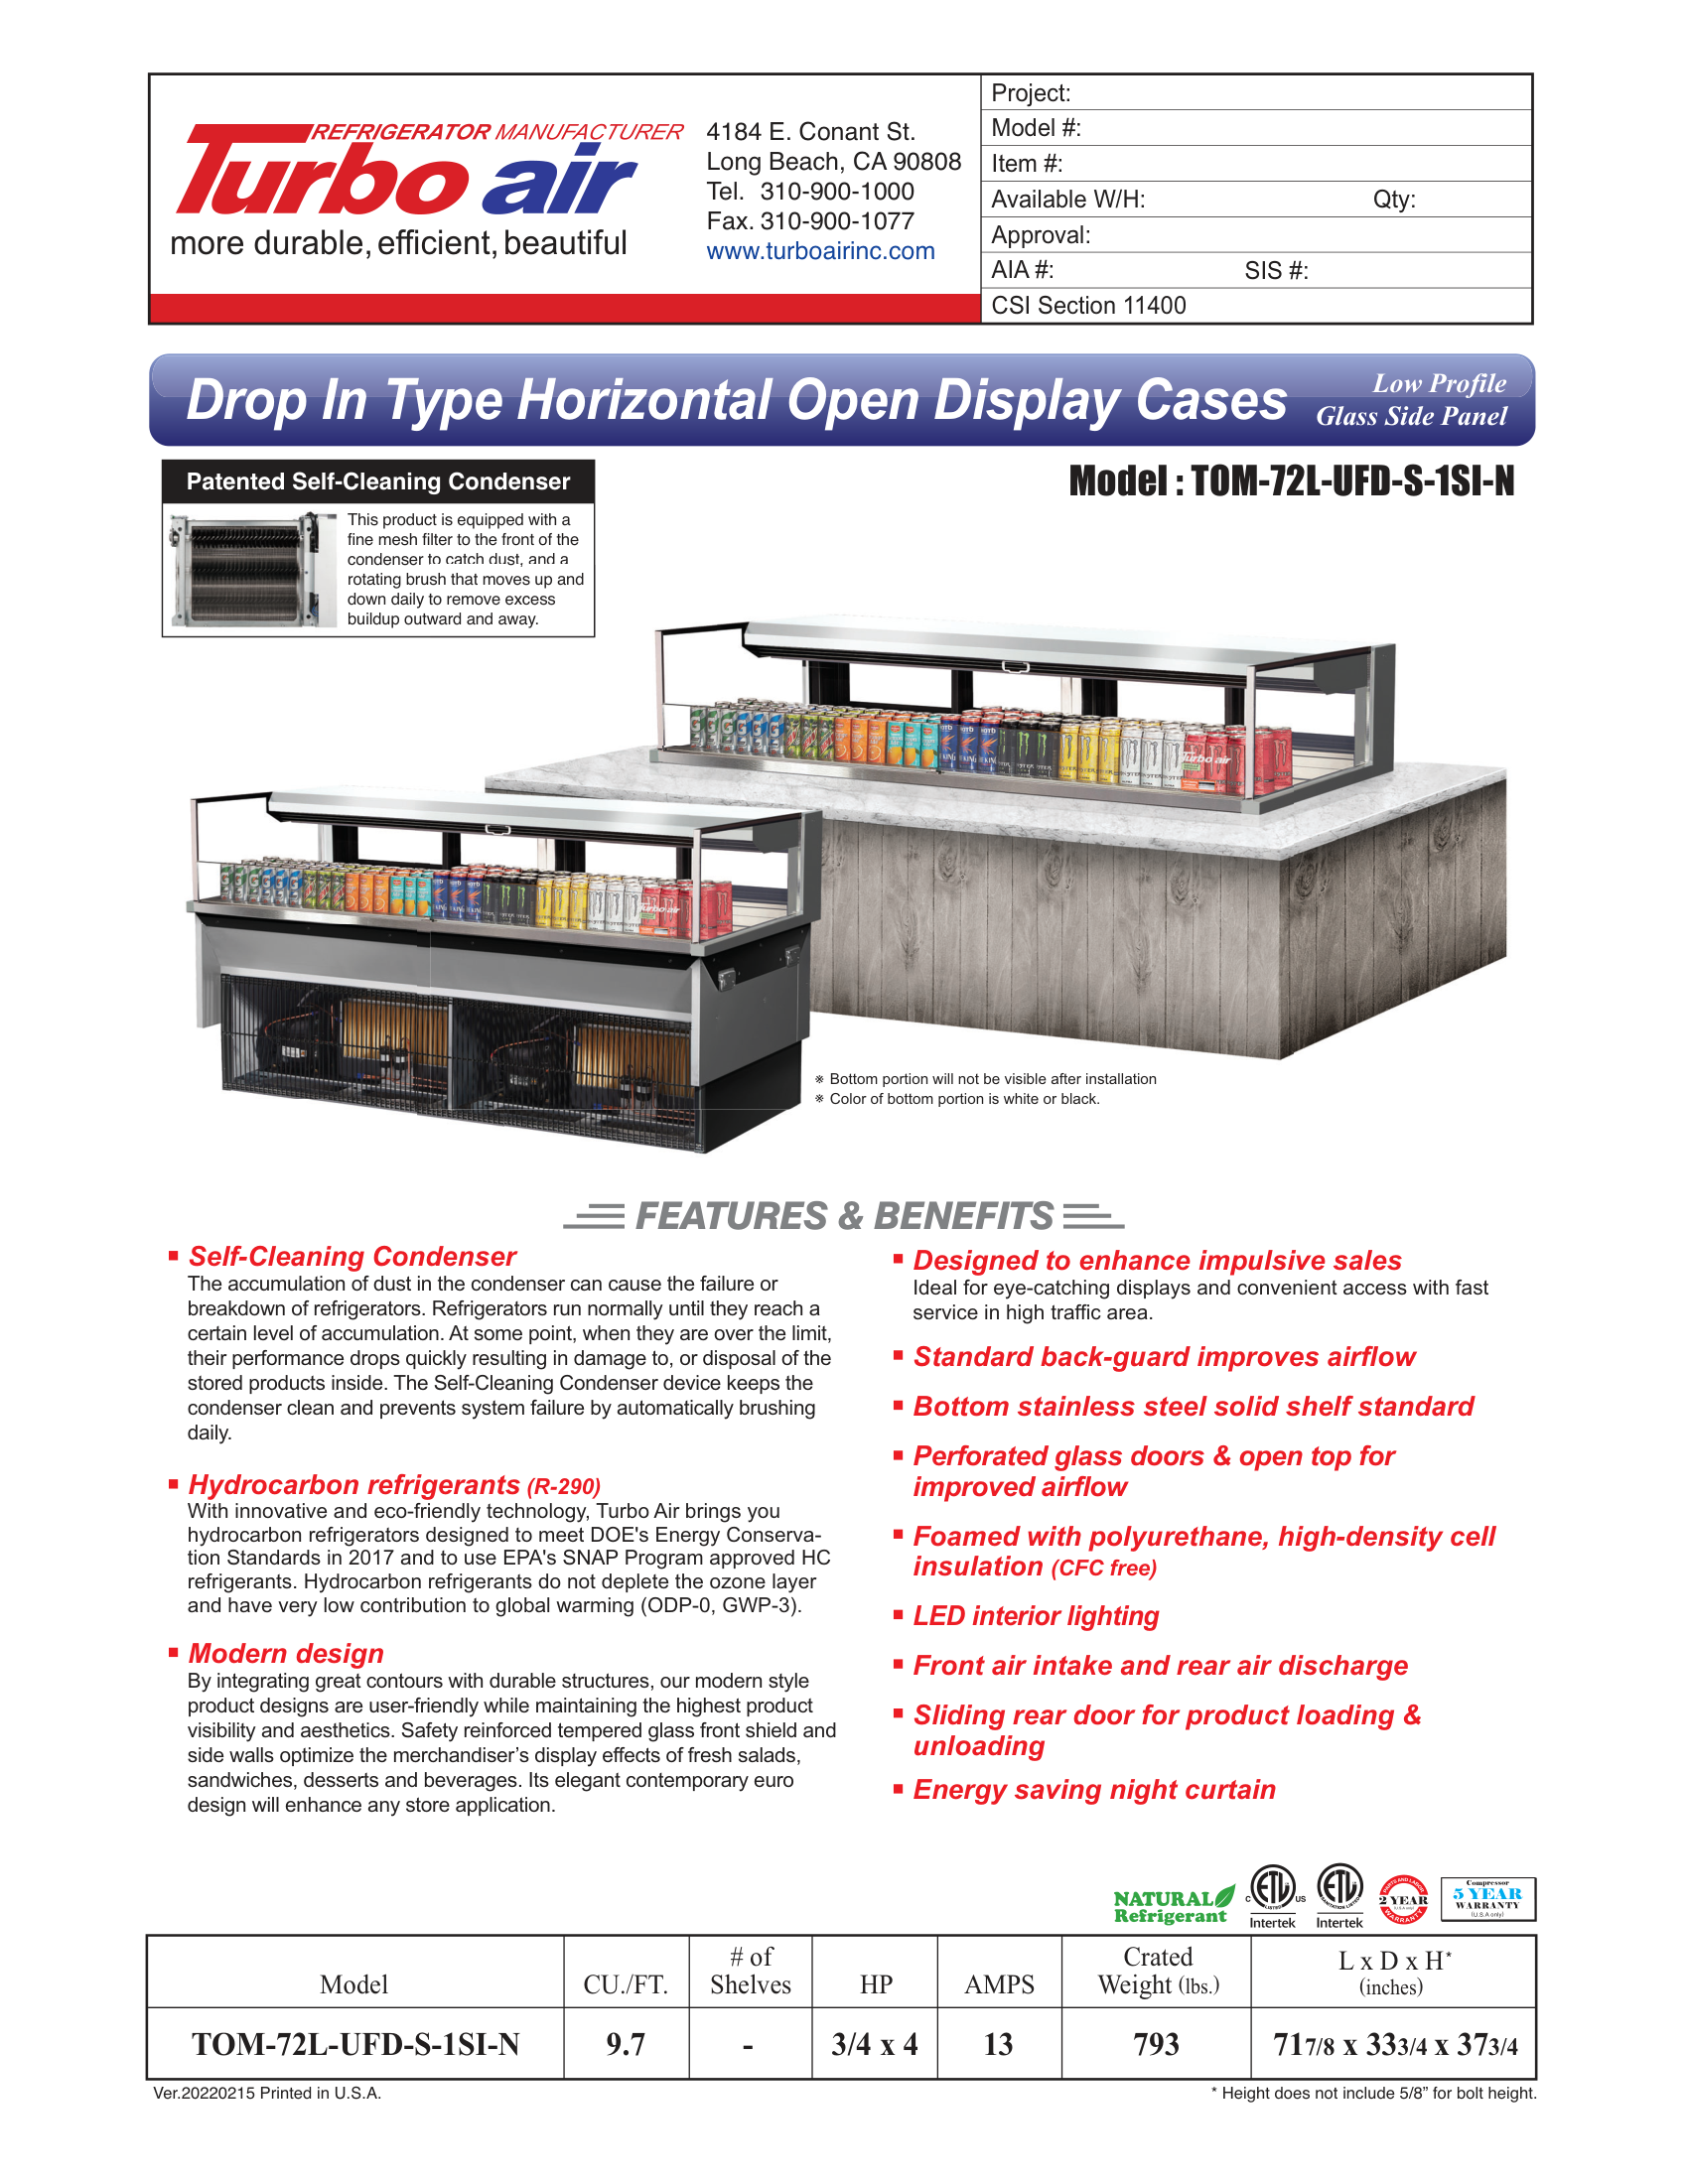 REFRIGERATOR MANUFACTURER
Turbo air
more durable, efficient, beautiful
4184 E. Conant St.
Long Beach, CA 90808
Tel. 310-900-1000
Fax. 310-900-1077
www.turboairinc.com
Project:
Model #:
Item #:
Available W/H: Qty:
Approval:
AIA #: SIS #:
CSI Section 11400
Drop In Type Horizontal Open Display Cases
Low Profile
Glass Side Panel
Patented Self-Cleaning Condenser
This product is equipped with a
fine mesh filter to the front of the
condenser to catch dust, and a
rotating brush that moves up and
down daily to remove excess
buildup outward and away.
Model : TOM-72L-UFD-S-1SI-N
Turbo air
Turbo air
※ Bottom portion will not be visible after installation
※ Color of bottom portion is white or black.
FEATURES & BENEFITS
▪ Self-Cleaning Condenser
The accumulation of dust in the condenser can cause the failure or
breakdown of refrigerators. Refrigerators run normally until they reach a
certain level of accumulation. At some point, when they are over the limit,
their performance drops quickly resulting in damage to, or disposal of the
stored products inside. The Self-Cleaning Condenser device keeps the
condenser clean and prevents system failure by automatically brushing
daily.
▪ Hydrocarbon refrigerants (R-290)
With innovative and eco-friendly technology, Turbo Air brings you
hydrocarbon refrigerators designed to meet DOE's Energy Conserva-
tion Standards in 2017 and to use EPA's SNAP Program approved HC
refrigerants. Hydrocarbon refrigerants do not deplete the ozone layer
and have very low contribution to global warming (ODP-0, GWP-3).
▪ Modern design
By integrating great contours with durable structures, our modern style
product designs are user-friendly while maintaining the highest product
visibility and aesthetics. Safety reinforced tempered glass front shield and
side walls optimize the merchandiser’s display effects of fresh salads,
sandwiches, desserts and beverages. Its elegant contemporary euro
design will enhance any store application.
▪ Designed to enhance impulsive sales
Ideal for eye-catching displays and convenient access with fast
service in high traffic area.
▪ Standard back-guard improves airflow
▪ Bottom stainless steel solid shelf standard
▪ Perforated glass doors & open top for
improved airflow
▪ Foamed with polyurethane, high-density cell
insulation (CFC free)
▪ LED interior lighting
▪ Front air intake and rear air discharge
▪ Sliding rear door for product loading &
unloading
▪ Energy saving night curtain
NATURAL
Refrigerant
C ETL US
LISTED
Intertek
ETL
SANITATION LISTED
Intertek
PARTS AND LABOR
2 YEAR
(U.S.A only)
WARRANTY
Compressor
5 YEAR
WARRANTY
(U.S.A only)
Model CU./FT. # of Shelves HP AMPS Crated Weight (lbs.) L x D x H* (inches)
TOM-72L-UFD-S-1SI-N 9.7 - 3/4 x 4 13 793 71 7/8 x 33 3/4 x 37 3/4
Ver.20220215 Printed in U.S.A.
* Height does not include 5/8” for bolt height.